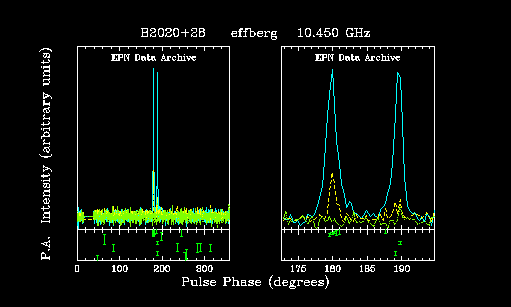 B2020+28 effberg 10.450 GHz
EPN Data Archive EPN Data Archive
Intensity (arbitrary units)
P.A.
0 100 200 300 175 180 185 190
Pulse Phase (degrees)